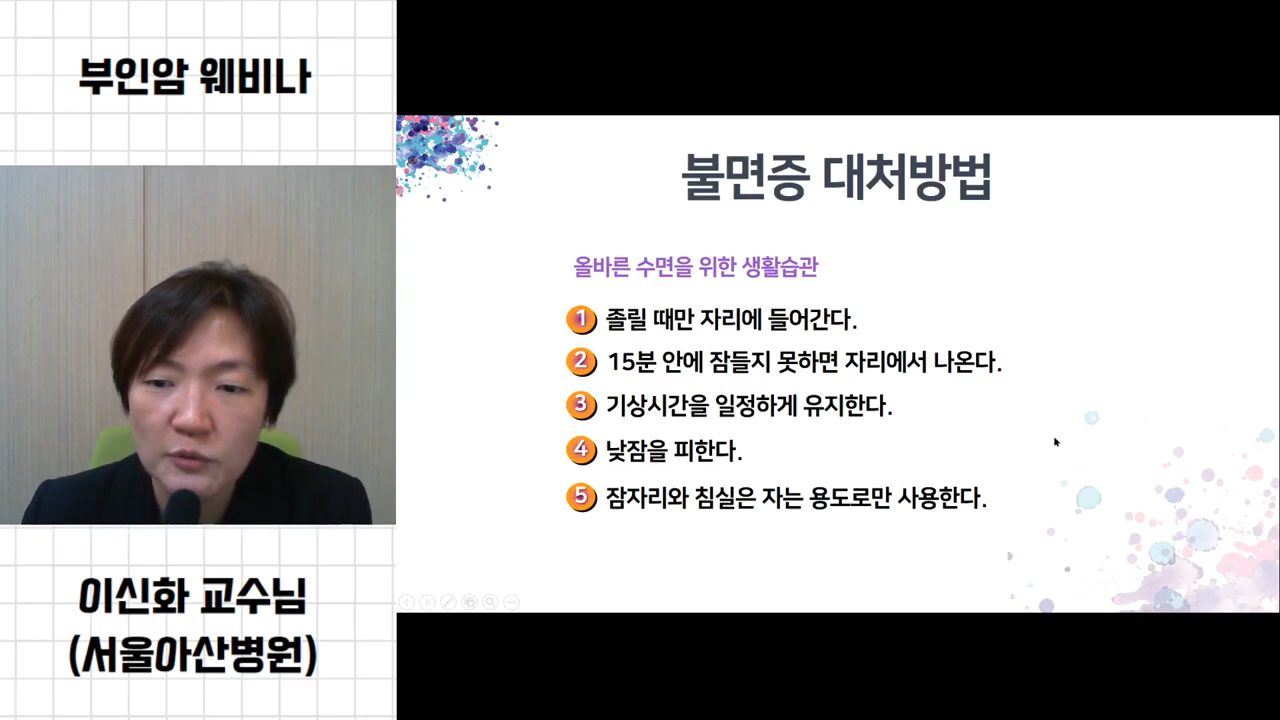 부인암 웨비나
이신화 교수님
(서울아산병원)
불면증 대처방법
올바른 수면을 위한 생활습관
1 졸릴 때만 자리에 들어간다.
2 15분 안에 잠들지 못하면 자리에서 나온다.
3 기상시간을 일정하게 유지한다.
4 낮잠을 피한다.
5 잠자리와 침실은 자는 용도로만 사용한다.